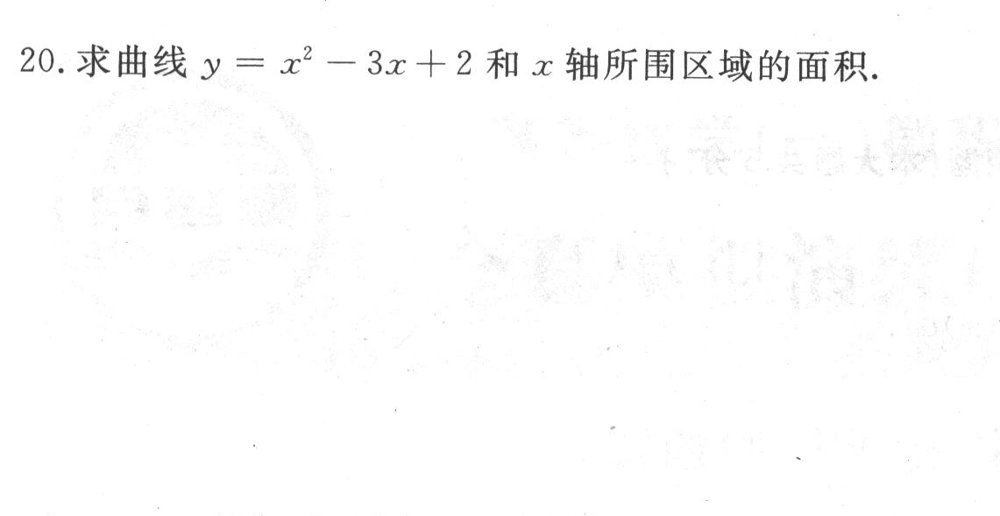 20. 求曲线 y = x² − 3x + 2 和 x 轴所围区域的面积.